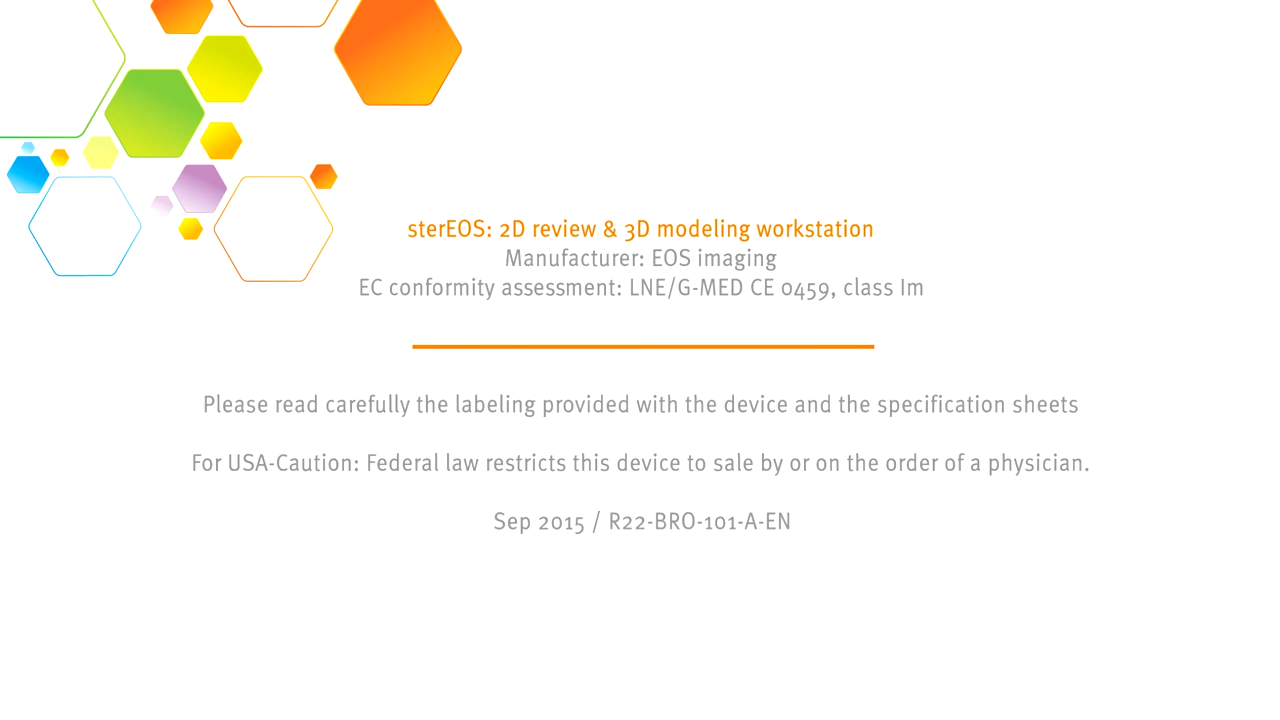 sterEOS: 2D review & 3D modeling workstation
Manufacturer: EOS imaging
EC conformity assessment: LNE/G-MED CE 0459, class Im
Please read carefully the labeling provided with the device and the specification sheets
For USA-Caution: Federal law restricts this device to sale by or on the order of a physician.
Sep 2015 / R22-BRO-101-A-EN